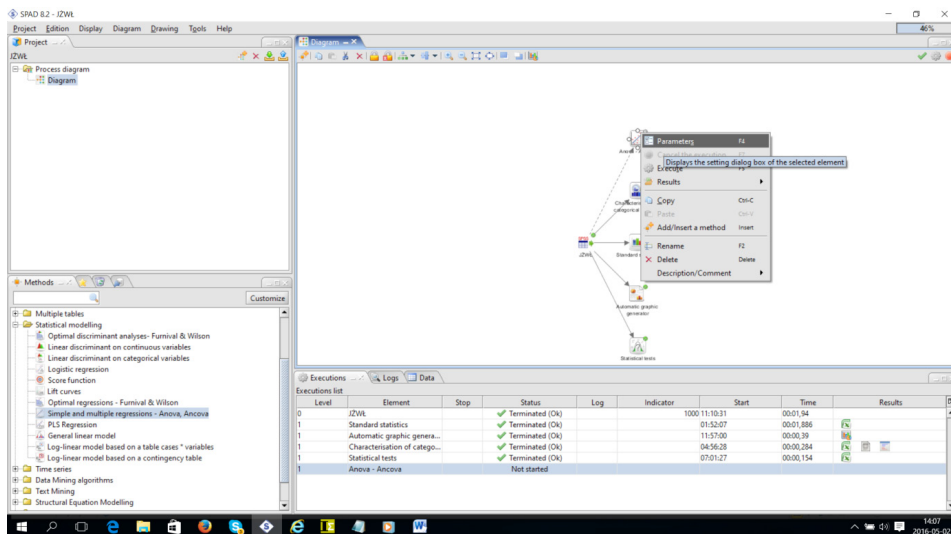 SPAD 8.2 - JŻWŁ
Project Edition Display Diagram Drawing Tools Help
46%
Project
JŻWŁ
Process diagram
Diagram
Diagram
Parameters F4
Displays the setting dialog box of the selected element
Execute
Results
Copy Ctrl-C
Paste Ctrl-V
Add/Insert a method Insert
Rename F2
Delete Delete
Description/Comment
JŻWŁ
Automatic graphic
generator
Statistical tests
Methods
Customize
Multiple tables
Statistical modelling
Optimal discriminant analyses- Furnival & Wilson
Linear discriminant on continuous variables
Linear discriminant on categorical variables
Logistic regression
Score function
Lift curves
Optimal regressions - Furnival & Wilson
Simple and multiple regressions - Anova, Ancova
PLS Regression
General linear model
Log-linear model based on a table cases * variables
Log-linear model based on a contingency table
Time series
Data Mining algorithms
Text Mining
Structural Equation Modelling
Executions Logs Data
Executions list
Level Element Stop Status Log Indicator Start Time Results
0 JŻWŁ Terminated (Ok) 1000 11:10:31 00:01,94
1 Standard statistics Terminated (Ok) 01:52:07 00:01,886
1 Automatic graphic genera... Terminated (Ok) 11:57:00 00:00,39
1 Characterisation of catego... Terminated (Ok) 04:56:28 00:00,284
1 Statistical tests Terminated (Ok) 07:01:27 00:00,154
1 Anova - Ancova Not started
14:07
2016-05-02